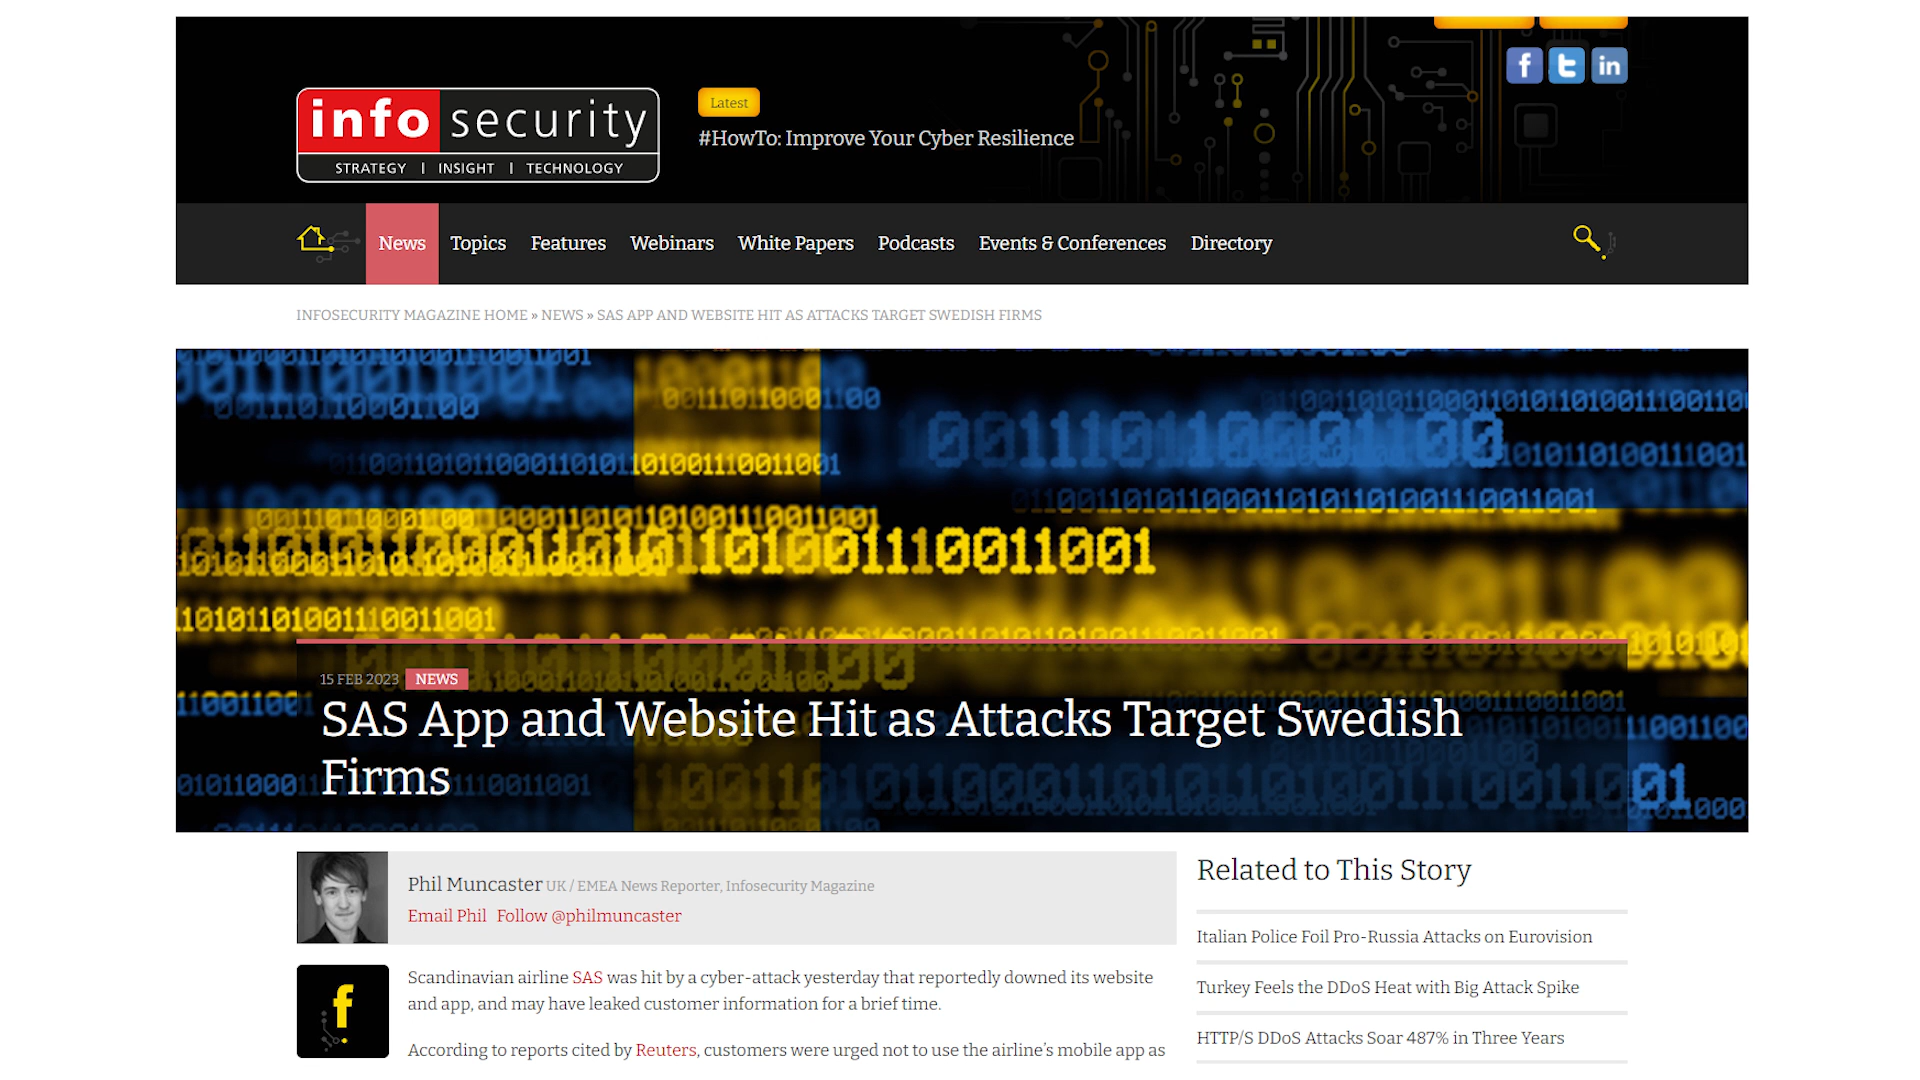 info security
STRATEGY | INSIGHT | TECHNOLOGY
Latest
#HowTo: Improve Your Cyber Resilience
f t in
News Topics Features Webinars White Papers Podcasts Events & Conferences Directory
INFOSECURITY MAGAZINE HOME » NEWS » SAS APP AND WEBSITE HIT AS ATTACKS TARGET SWEDISH FIRMS
15 FEB 2023 NEWS
SAS App and Website Hit as Attacks Target Swedish
Firms
Phil Muncaster UK / EMEA News Reporter, Infosecurity Magazine
Email Phil Follow @philmuncaster
f
Scandinavian airline SAS was hit by a cyber-attack yesterday that reportedly downed its website
and app, and may have leaked customer information for a brief time.
According to reports cited by Reuters, customers were urged not to use the airline's mobile app as
Related to This Story
Italian Police Foil Pro-Russia Attacks on Eurovision
Turkey Feels the DDoS Heat with Big Attack Spike
HTTP/S DDoS Attacks Soar 487% in Three Years